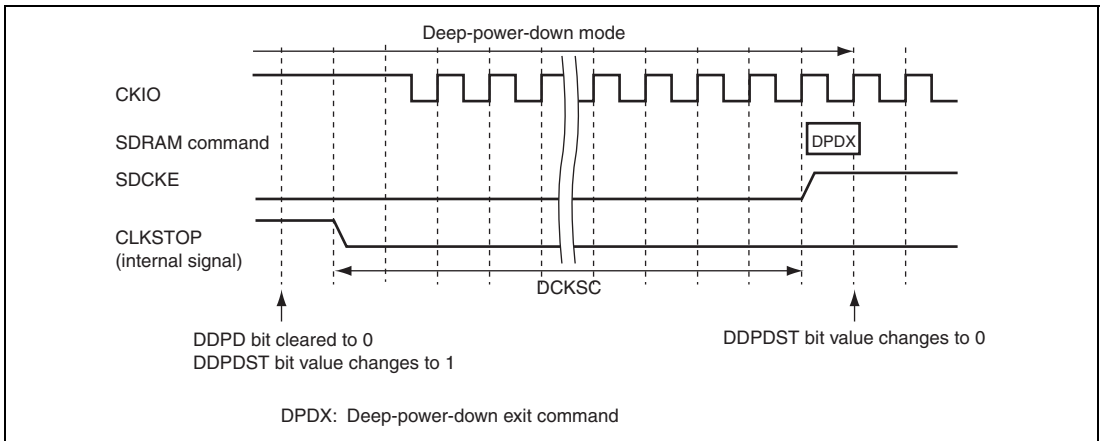 Deep-power-down mode
CKIO
SDRAM command
DPDX
SDCKE
CLKSTOP
(internal signal)
DCKSC
DDPD bit cleared to 0
DDPDST bit value changes to 1
DDPDST bit value changes to 0
DPDX: Deep-power-down exit command